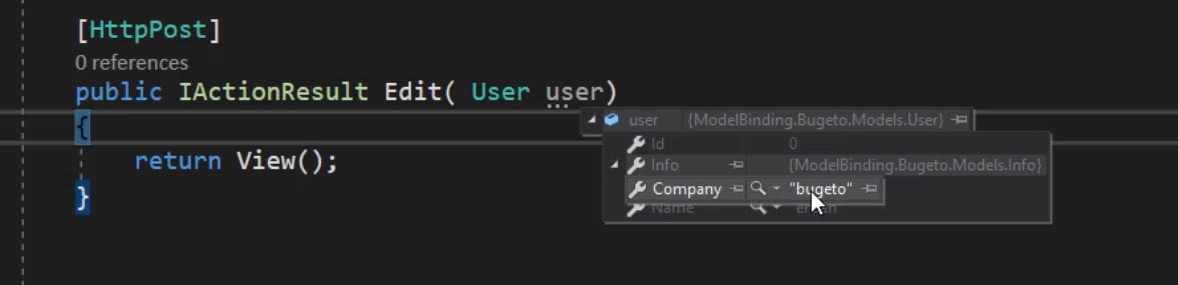 [HttpPost]
0 references
public IActionResult Edit( User user)
{
user {ModelBinding.Bugeto.Models.User}
Id 0
return View();
Info {ModelBinding.Bugeto.Models.Info}
Company "bugeto"
}
Name